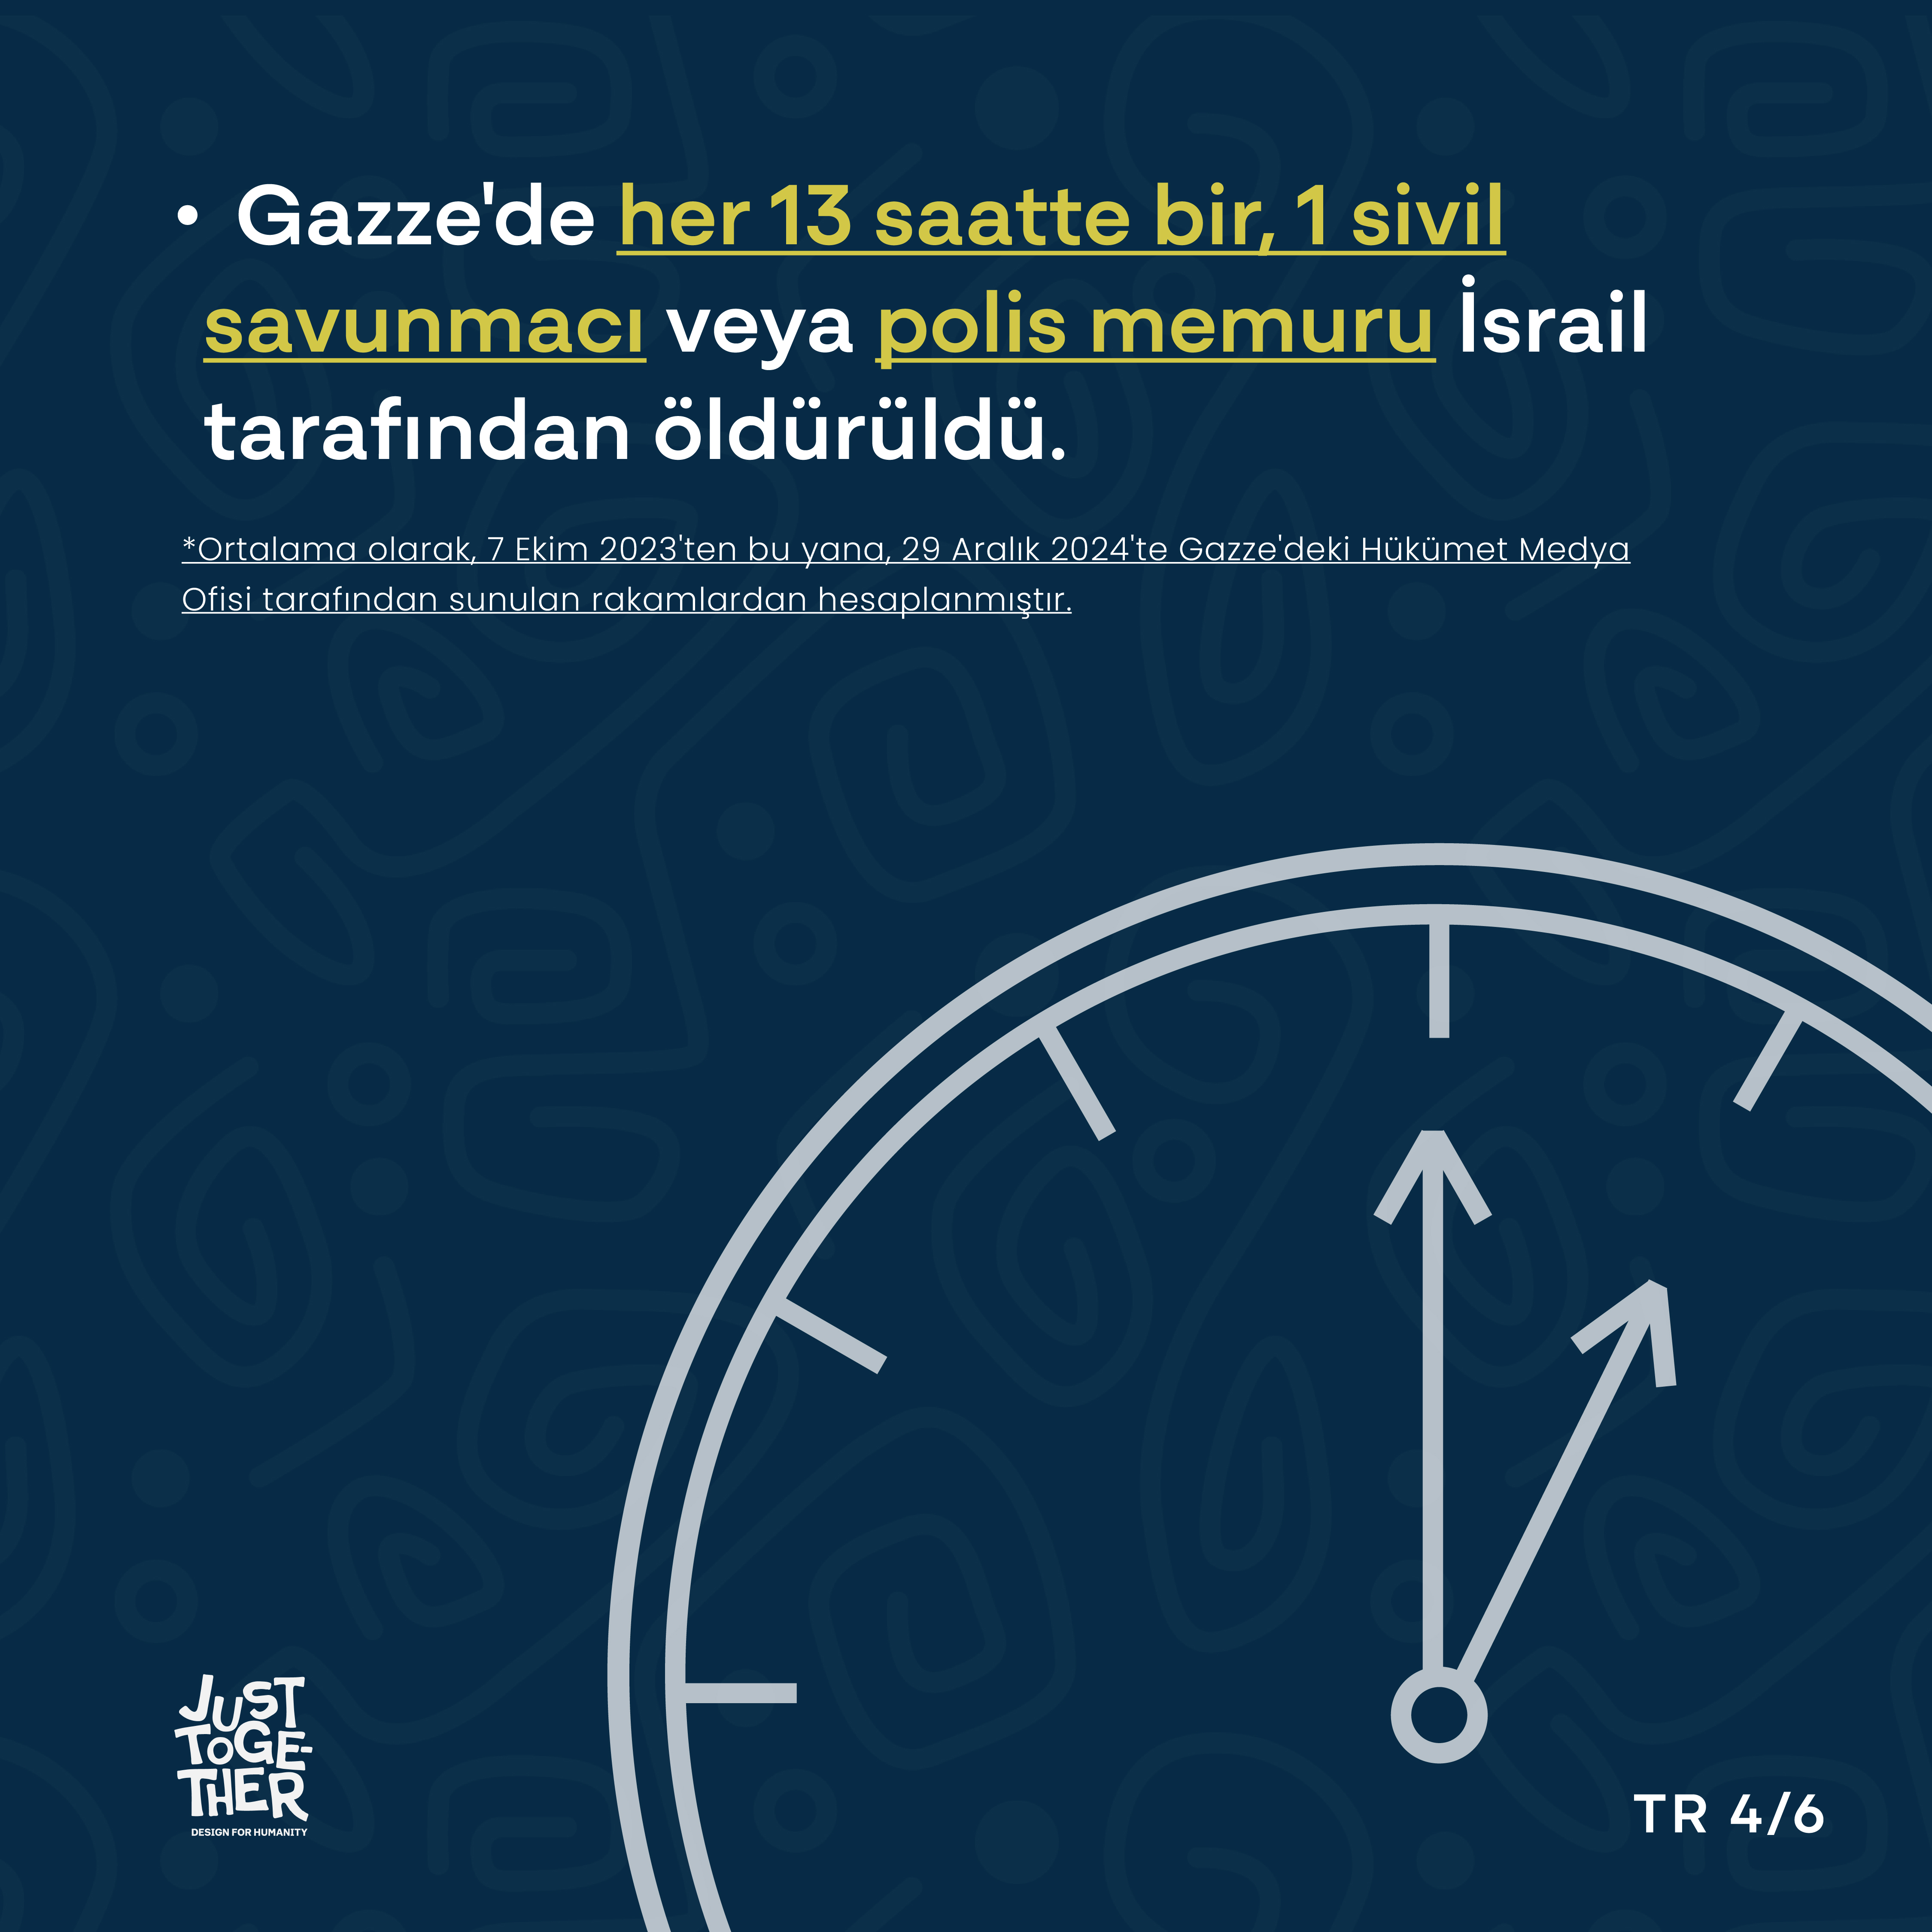 • Gazze'de her 13 saatte bir, 1 sivil
savunmacı veya polis memuru İsrail
tarafından öldürüldü.
*Ortalama olarak, 7 Ekim 2023'ten bu yana, 29 Aralık 2024'te Gazze'deki Hükümet Medya
Ofisi tarafından sunulan rakamlardan hesaplanmıştır.
JUST
TOGE-
THER
DESIGN FOR HUMANITY
TR 4/6